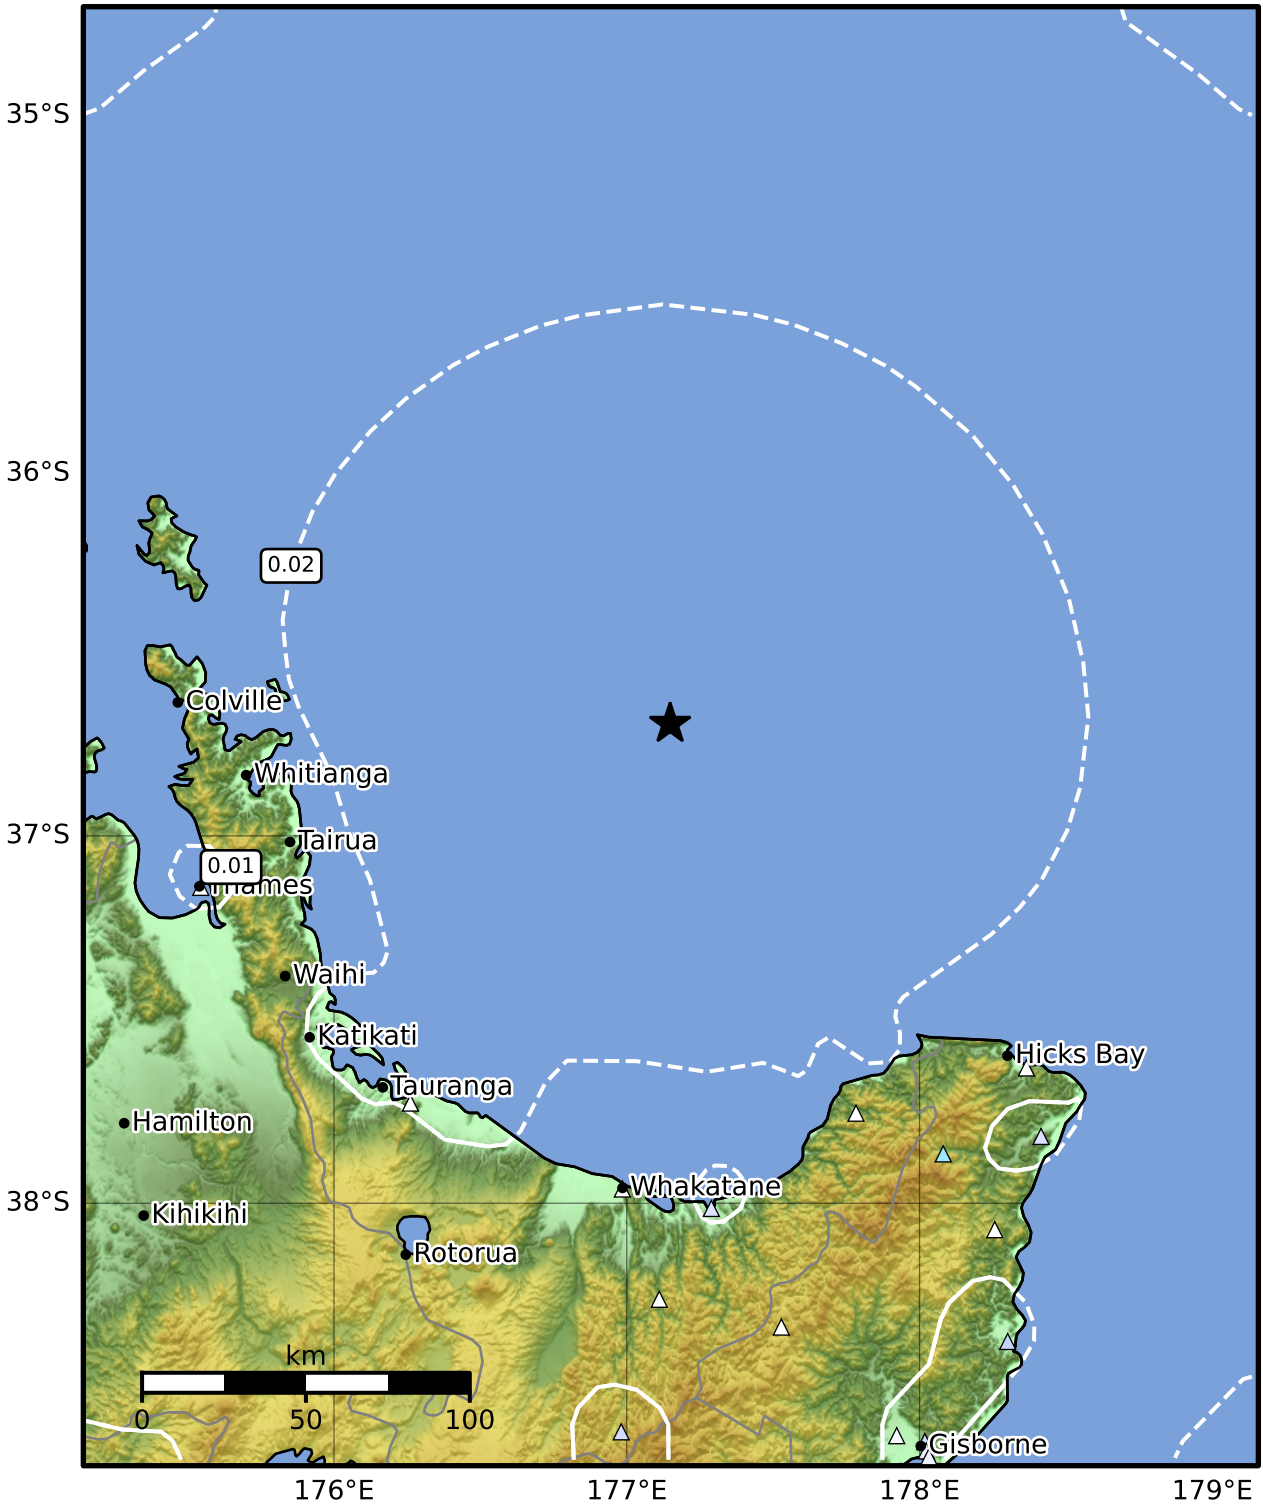 35°S
36°S
0.02
Colville
Whitianga
37°S
Tairua
0.01
Thames
Waihi
Katikati
Hicks Bay
Tauranga
Hamilton
Whakatane
38°S
Kihikihi
Rotorua
km
0 50 100
Gisborne
176°E 177°E 178°E 179°E